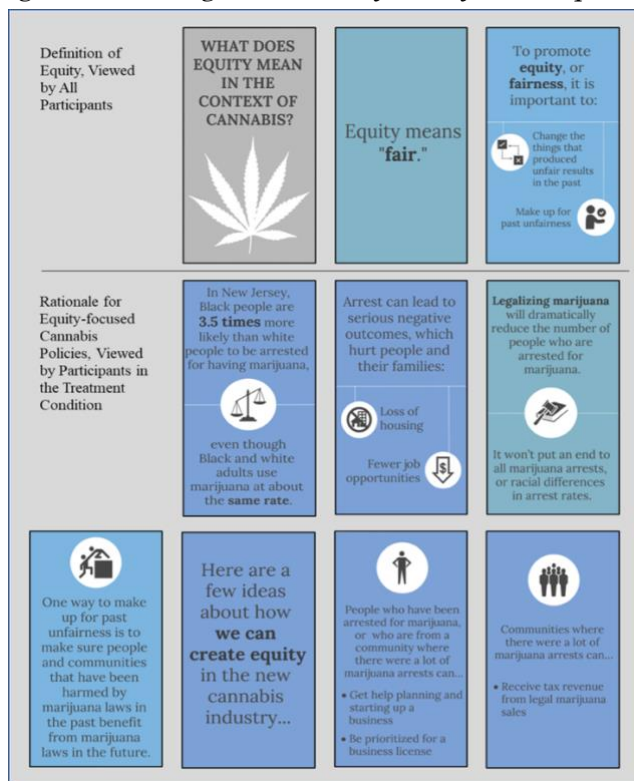 Definition of
Equity, Viewed
by All
Participants
WHAT DOES
EQUITY MEAN
IN THE
CONTEXT OF
CANNABIS?
Equity means
"fair."
To promote
equity, or
fairness, it is
important to:
Change the
things that
produced
unfair results
in the past
Make up for
past unfairness
Rationale for
Equity-focused
Cannabis
Policies, Viewed
by Participants in
the Treatment
Condition
In New Jersey,
Black people are
3.5 times more
likely than white
people to be arrested
for having marijuana,
even though
Black and white
adults use
marijuana at about
the same rate.
Arrest can lead to
serious negative
outcomes, which
hurt people and
their families:
Loss of
housing
Fewer job
opportunities
Legalizing marijuana
will dramatically
reduce the number of
people who are
arrested for
marijuana.
It won't put an end to
all marijuana arrests,
or racial differences
in arrest rates.
One way to make
up for past
unfairness is to
make sure people
and communities
that have been
harmed by
marijuana laws in
the past benefit
from marijuana
laws in the future.
Here are a
few ideas
about how
we can
create equity
in the new
cannabis
industry...
People who have been
arrested for marijuana,
or who are from a
community where
there were a lot of
marijuana arrests can...
• Get help planning and
starting up a
business
• Be prioritized for a
business license
Communities where
there were a lot of
marijuana arrests can...
• Receive tax revenue
from legal marijuana
sales